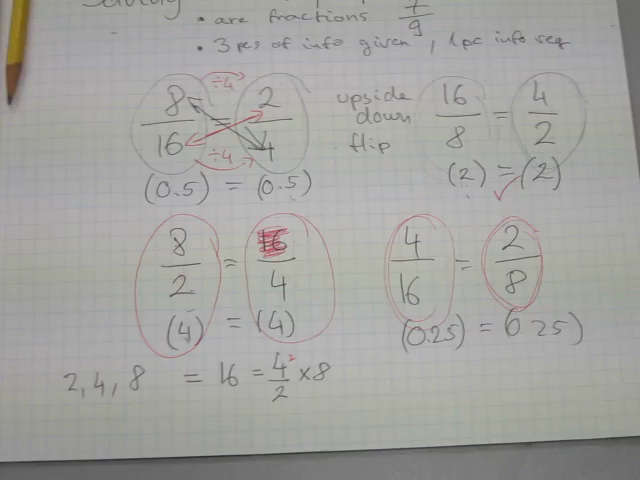 Solving
• are fractions 7/9
• 3 pcs of info given, 1 pc info req
÷4
8/16 = 2/4
÷4
(0.5) = (0.5)
upside down flip
16/8 = 4/2
(2) = (2) ✓
8/2 = 16/4
(4) = (4)
4/16 = 2/8
(0.25) = 0.25)
2, 4, 8 = 16 = 4²/2 × 8